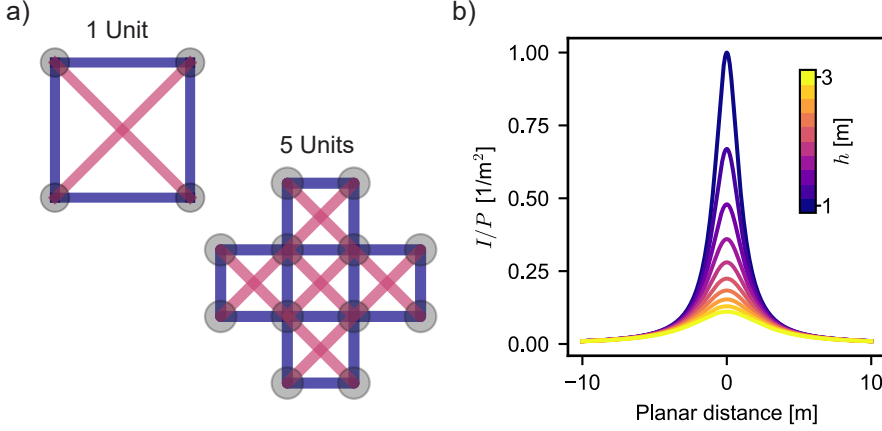 a)
1 Unit
5 Units
b)
I/P [1/m²]
1.00
0.75
0.50
0.25
0.00
3
h [m]
1
−10
0
10
Planar distance [m]